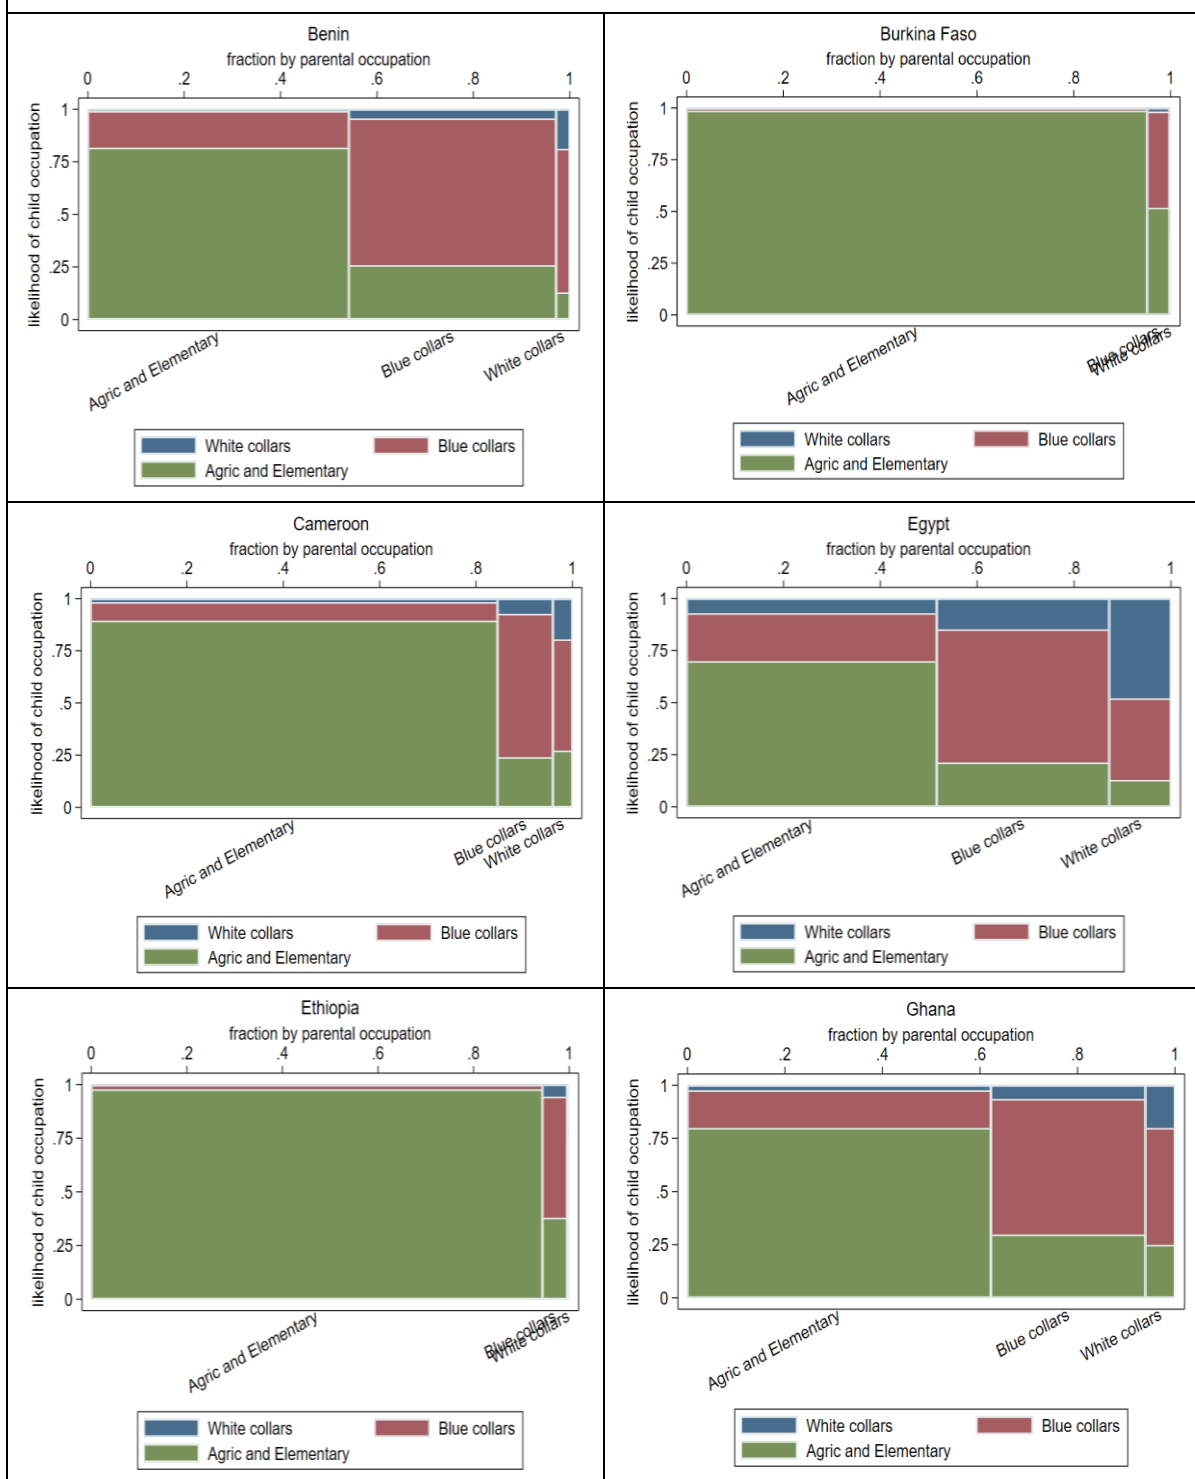 Benin
fraction by parental occupation
0 .2 .4 .6 .8 1
likelihood of child occupation
1
.75
.5
.25
0
Agric and Elementary
Blue collars
White collars
White collars
Blue collars
Agric and Elementary
Burkina Faso
fraction by parental occupation
0 .2 .4 .6 .8 1
likelihood of child occupation
1
.75
.5
.25
0
Agric and Elementary
Blue collars
White collars
White collars
Blue collars
Agric and Elementary
Cameroon
fraction by parental occupation
0 .2 .4 .6 .8 1
likelihood of child occupation
1
.75
.5
.25
0
Agric and Elementary
Blue collars
White collars
White collars
Blue collars
Agric and Elementary
Egypt
fraction by parental occupation
0 .2 .4 .6 .8 1
likelihood of child occupation
1
.75
.5
.25
0
Agric and Elementary
Blue collars
White collars
White collars
Blue collars
Agric and Elementary
Ethiopia
fraction by parental occupation
0 .2 .4 .6 .8 1
likelihood of child occupation
1
.75
.5
.25
0
Agric and Elementary
Blue collars
White collars
White collars
Blue collars
Agric and Elementary
Ghana
fraction by parental occupation
0 .2 .4 .6 .8 1
likelihood of child occupation
1
.75
.5
.25
0
Agric and Elementary
Blue collars
White collars
White collars
Blue collars
Agric and Elementary